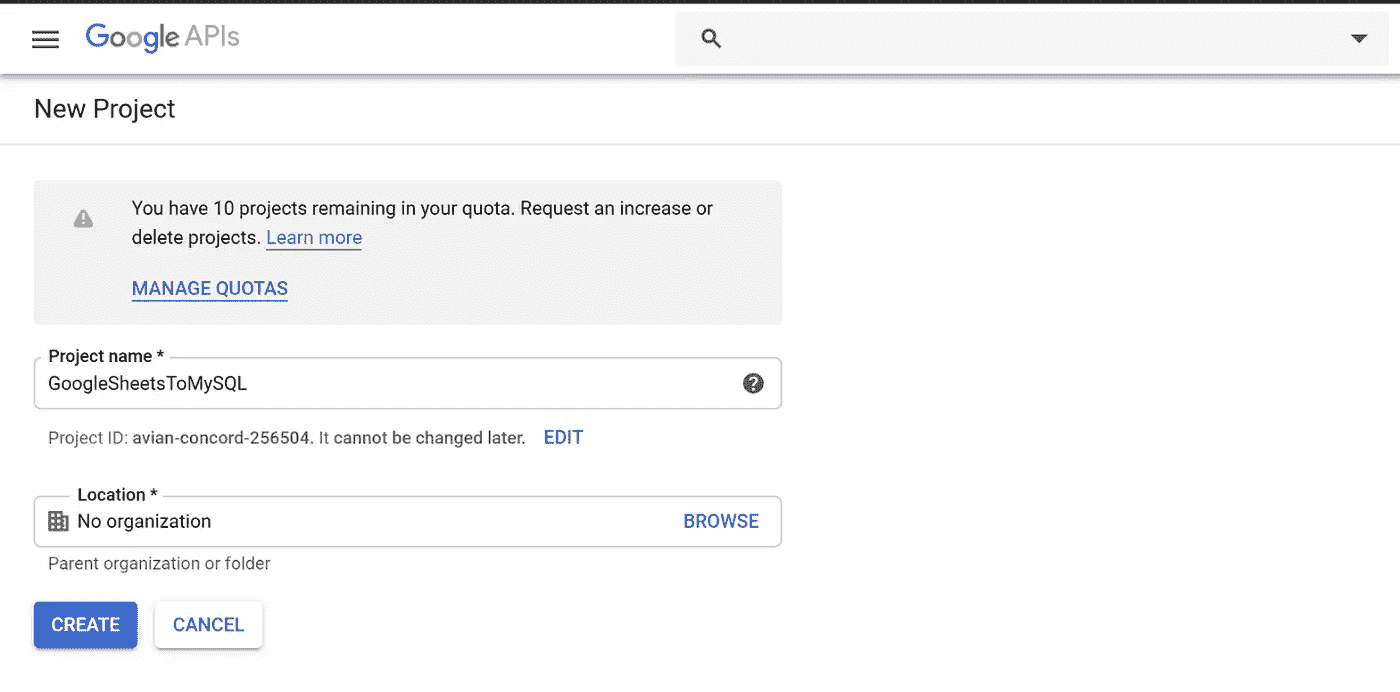 Google APIs
New Project
You have 10 projects remaining in your quota. Request an increase or
delete projects. Learn more
MANAGE QUOTAS
Project name *
GoogleSheetsToMySQL
Project ID: avian-concord-256504. It cannot be changed later. EDIT
Location *
No organization BROWSE
Parent organization or folder
CREATE CANCEL